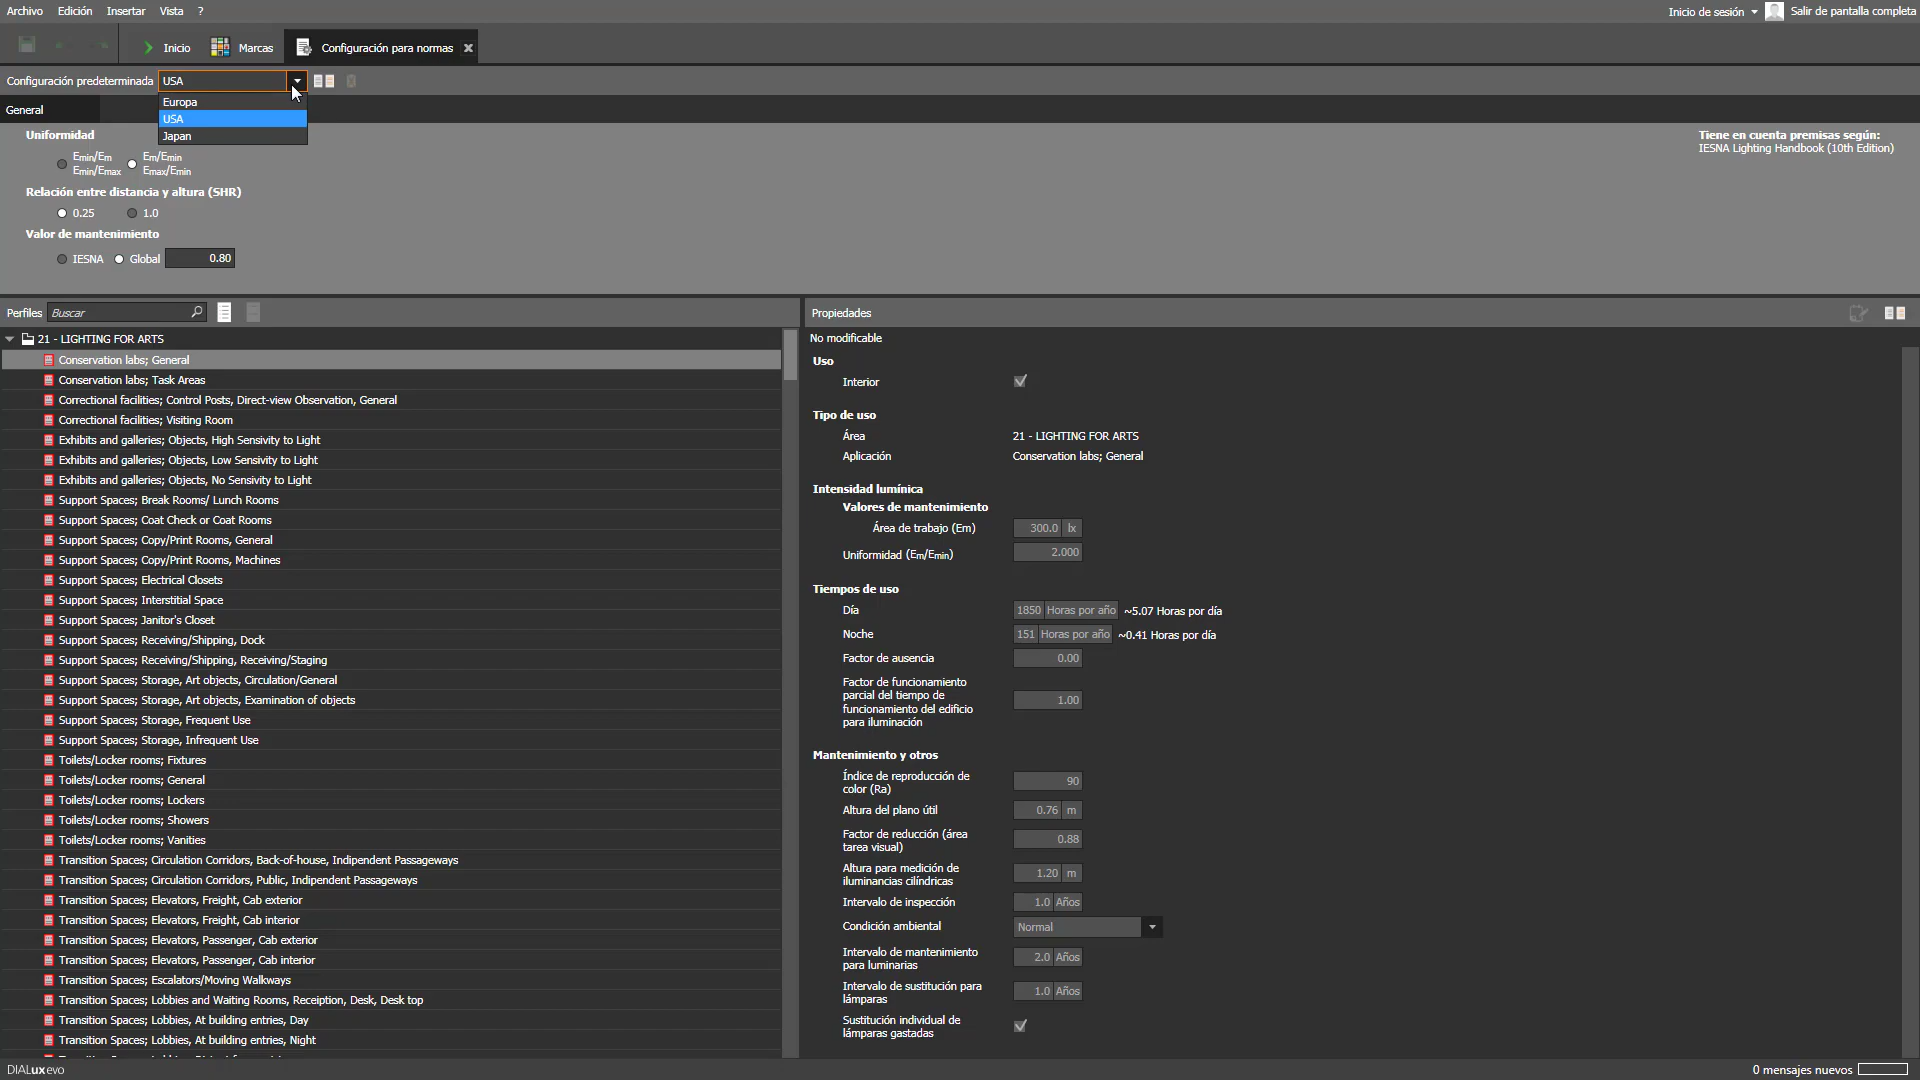 Archivo Edición Insertar Vista ?
Inicio de sesión Salir de pantalla completa
Inicio Marcas Configuración para normas
Configuración predeterminada USA
Europa
USA
Japan
General
Uniformidad
Emin/Em Em/Emin
Emin/Emax Emax/Emin
Relación entre distancia y altura (SHR)
0.25 1.0
Valor de mantenimiento
IESNA Global 0.80
Tiene en cuenta premisas según:
IESNA Lighting Handbook (10th Edition)
Perfiles Buscar
21 - LIGHTING FOR ARTS
Conservation labs; General
Conservation labs; Task Areas
Correctional facilities; Control Posts, Direct-view Observation, General
Correctional facilities; Visiting Room
Exhibits and galleries; Objects, High Sensivity to Light
Exhibits and galleries; Objects, Low Sensivity to Light
Exhibits and galleries; Objects, No Sensivity to Light
Support Spaces; Break Rooms/ Lunch Rooms
Support Spaces; Coat Check or Coat Rooms
Support Spaces; Copy/Print Rooms, General
Support Spaces; Copy/Print Rooms, Machines
Support Spaces; Electrical Closets
Support Spaces; Interstitial Space
Support Spaces; Janitor's Closet
Support Spaces; Receiving/Shipping, Dock
Support Spaces; Receiving/Shipping, Receiving/Staging
Support Spaces; Storage, Art objects, Circulation/General
Support Spaces; Storage, Art objects, Examination of objects
Support Spaces; Storage, Frequent Use
Support Spaces; Storage, Infrequent Use
Toilets/Locker rooms; Fixtures
Toilets/Locker rooms; General
Toilets/Locker rooms; Lockers
Toilets/Locker rooms; Showers
Toilets/Locker rooms; Vanities
Transition Spaces; Circulation Corridors, Back-of-house, Indipendent Passageways
Transition Spaces; Circulation Corridors, Public, Indipendent Passageways
Transition Spaces; Elevators, Freight, Cab exterior
Transition Spaces; Elevators, Freight, Cab interior
Transition Spaces; Elevators, Passenger, Cab exterior
Transition Spaces; Elevators, Passenger, Cab interior
Transition Spaces; Escalators/Moving Walkways
Transition Spaces; Lobbies and Waiting Rooms, Receiption, Desk, Desk top
Transition Spaces; Lobbies, At building entries, Day
Transition Spaces; Lobbies, At building entries, Night
Propiedades
No modificable
Uso
Interior
Tipo de uso
Área 21 - LIGHTING FOR ARTS
Aplicación Conservation labs; General
Intensidad lumínica
Valores de mantenimiento
Área de trabajo (Em) 300.0 lx
Uniformidad (Em/Emin) 2.000
Tiempos de uso
Día 1850 Horas por año ~5.07 Horas por día
Noche 151 Horas por año ~0.41 Horas por día
Factor de ausencia 0.00
Factor de funcionamiento
parcial del tiempo de
funcionamiento del edificio 1.00
para iluminación
Mantenimiento y otros
Índice de reproducción de
color (Ra) 90
Altura del plano útil 0.76 m
Factor de reducción (área
tarea visual) 0.88
Altura para medición de
iluminancias cilíndricas 1.20 m
Intervalo de inspección 1.0 Años
Condición ambiental Normal
Intervalo de mantenimiento
para luminarias 2.0 Años
Intervalo de sustitución para
lámparas 1.0 Años
Sustitución individual de
lámparas gastadas
DIALux evo
0 mensajes nuevos